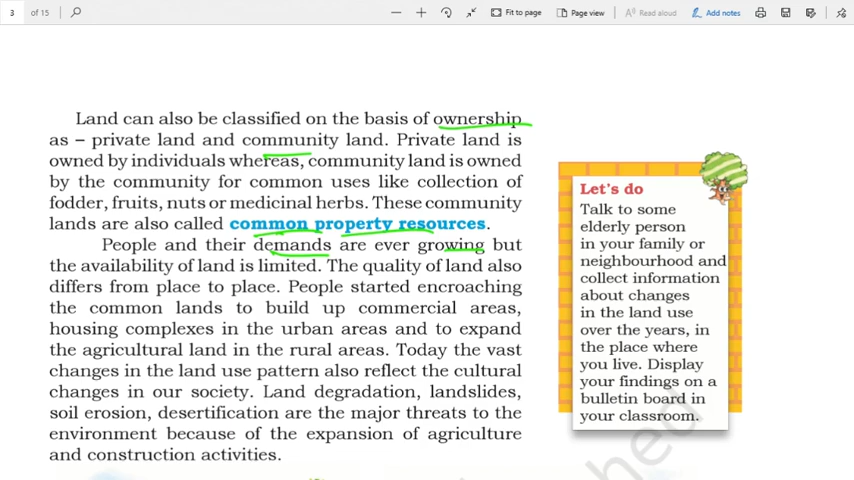 3 of 15
Fit to page
Page view
Read aloud
Add notes
Land can also be classified on the basis of ownership
as – private land and community land. Private land is
owned by individuals whereas, community land is owned
by the community for common uses like collection of
fodder, fruits, nuts or medicinal herbs. These community
lands are also called common property resources.
People and their demands are ever growing but
the availability of land is limited. The quality of land also
differs from place to place. People started encroaching
the common lands to build up commercial areas,
housing complexes in the urban areas and to expand
the agricultural land in the rural areas. Today the vast
changes in the land use pattern also reflect the cultural
changes in our society. Land degradation, landslides,
soil erosion, desertification are the major threats to the
environment because of the expansion of agriculture
and construction activities.
Let's do
Talk to some
elderly person
in your family or
neighbourhood and
collect information
about changes
in the land use
over the years, in
the place where
you live. Display
your findings on a
bulletin board in
your classroom.